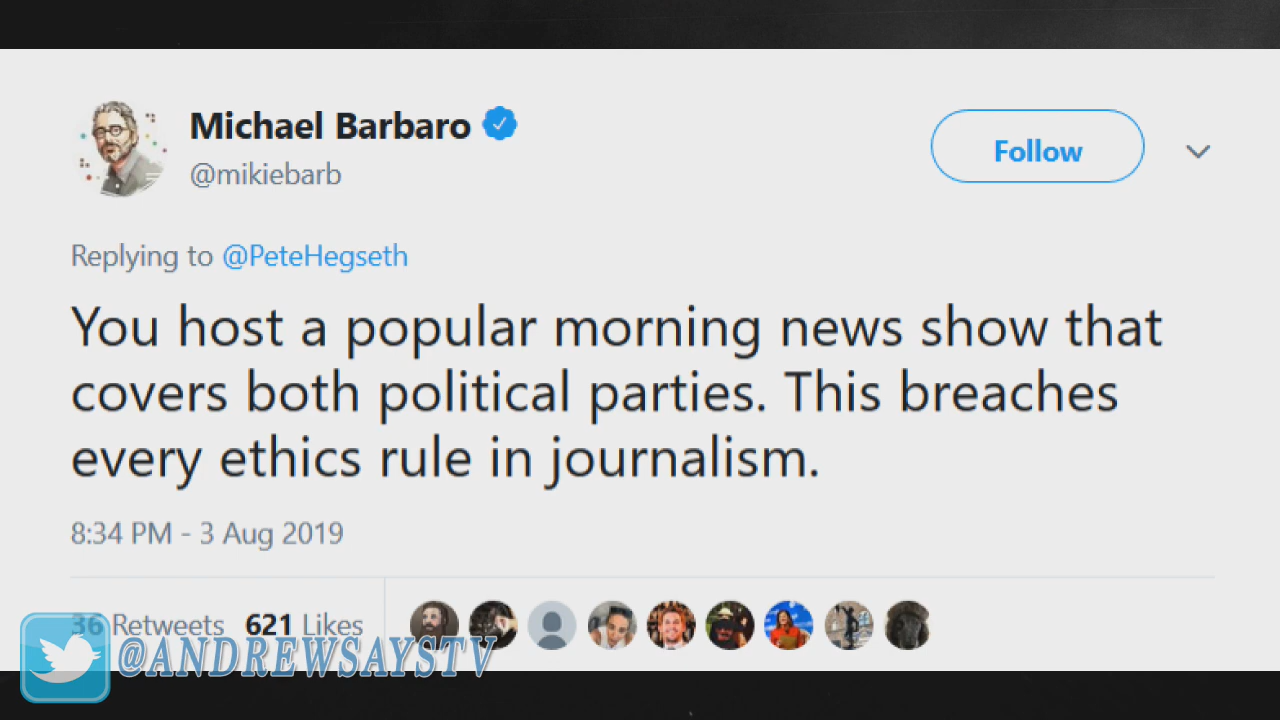 Michael Barbaro
@mikiebarb
Follow
Replying to @PeteHegseth
You host a popular morning news show that
covers both political parties. This breaches
every ethics rule in journalism.
8:34 PM - 3 Aug 2019
36 Retweets 621 Likes
@ANDREWSAYSTV